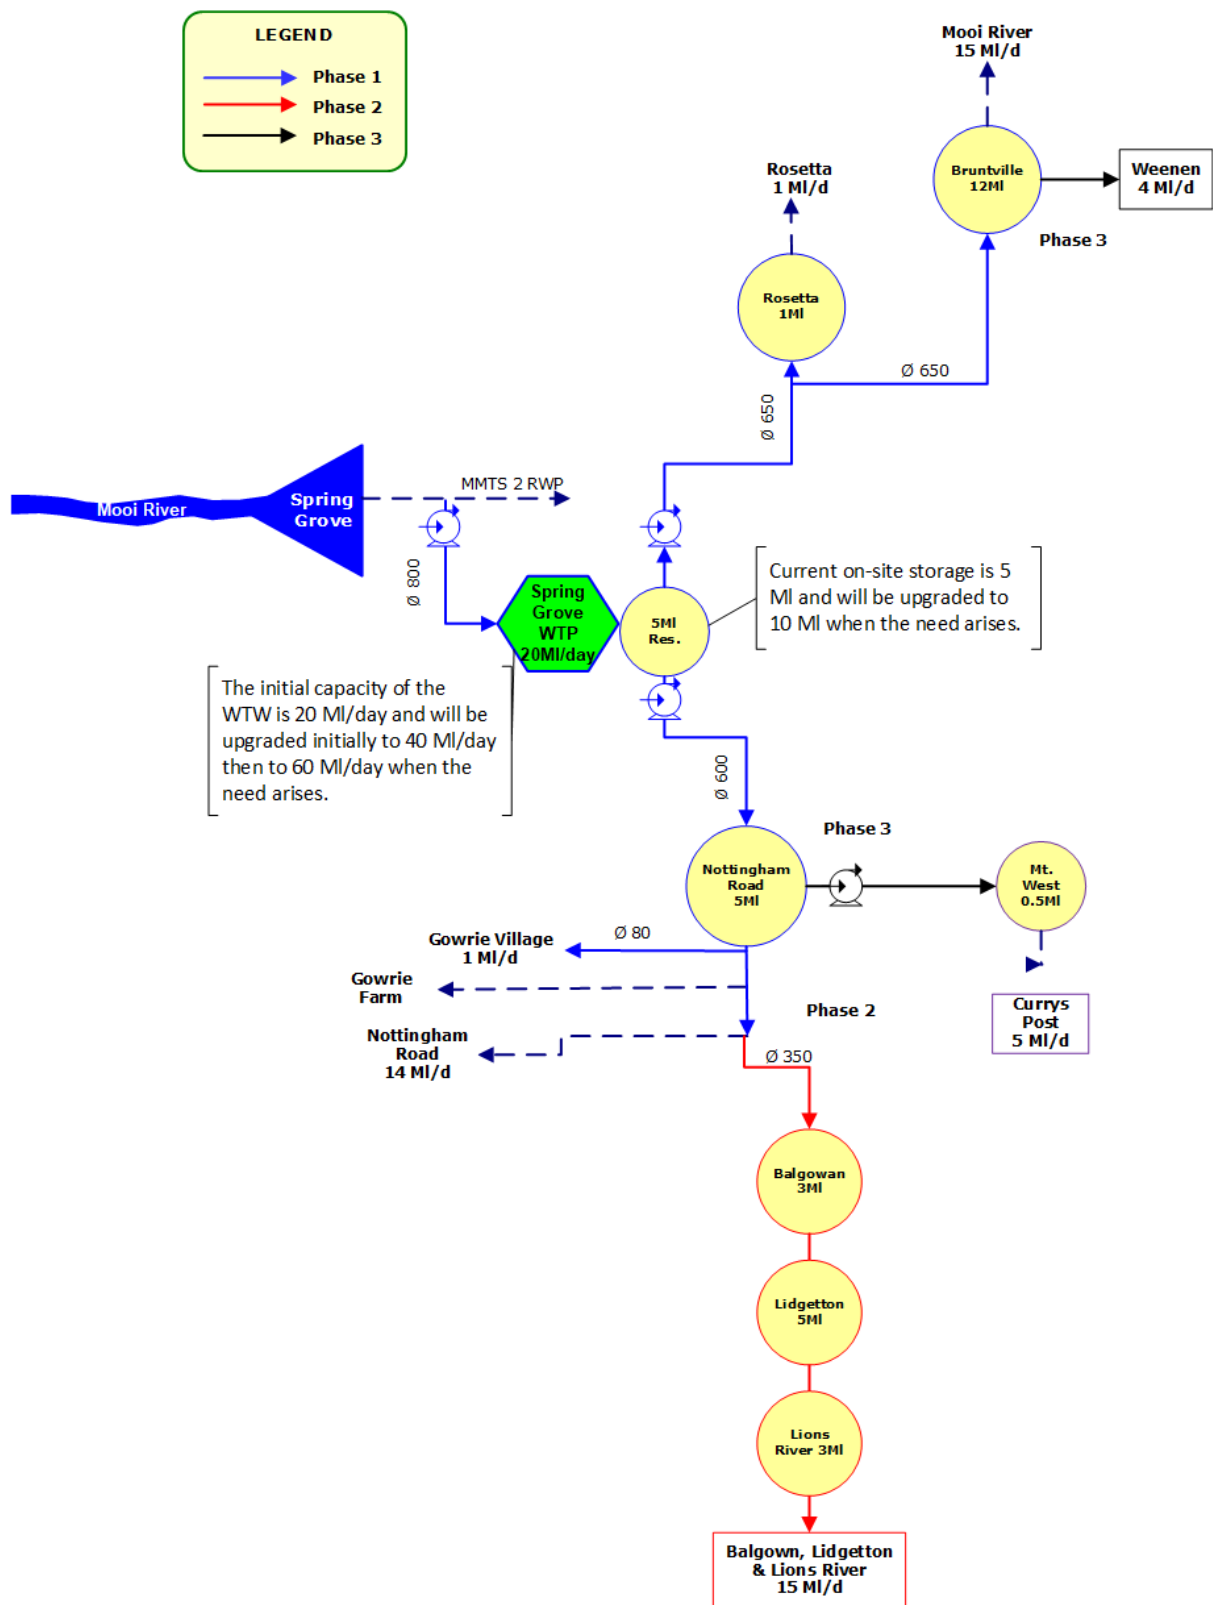 LEGEND
Phase 1
Phase 2
Phase 3
Mooi River
15 Ml/d
Bruntville
12Ml
Weenen
4 Ml/d
Phase 3
Rosetta
1 Ml/d
Rosetta
1Ml
Ø 650
Ø 650
Mooi River
Spring
Grove
MMTS 2 RWP
Ø 800
Spring
Grove
WTP
20Ml/day
5Ml
Res.
Current on-site storage is 5
Ml and will be upgraded to
10 Ml when the need arises.
The initial capacity of the
WTW is 20 Ml/day and will be
upgraded initially to 40 Ml/day
then to 60 Ml/day when the
need arises.
Ø 600
Nottingham
Road
5Ml
Phase 3
Mt.
West
0.5Ml
Currys
Post
5 Ml/d
Gowrie Village
1 Ml/d
Ø 80
Gowrie
Farm
Nottingham
Road
14 Ml/d
Phase 2
Ø 350
Balgowan
3Ml
Lidgetton
5Ml
Lions
River 3Ml
Balgown, Lidgetton
& Lions River
15 Ml/d